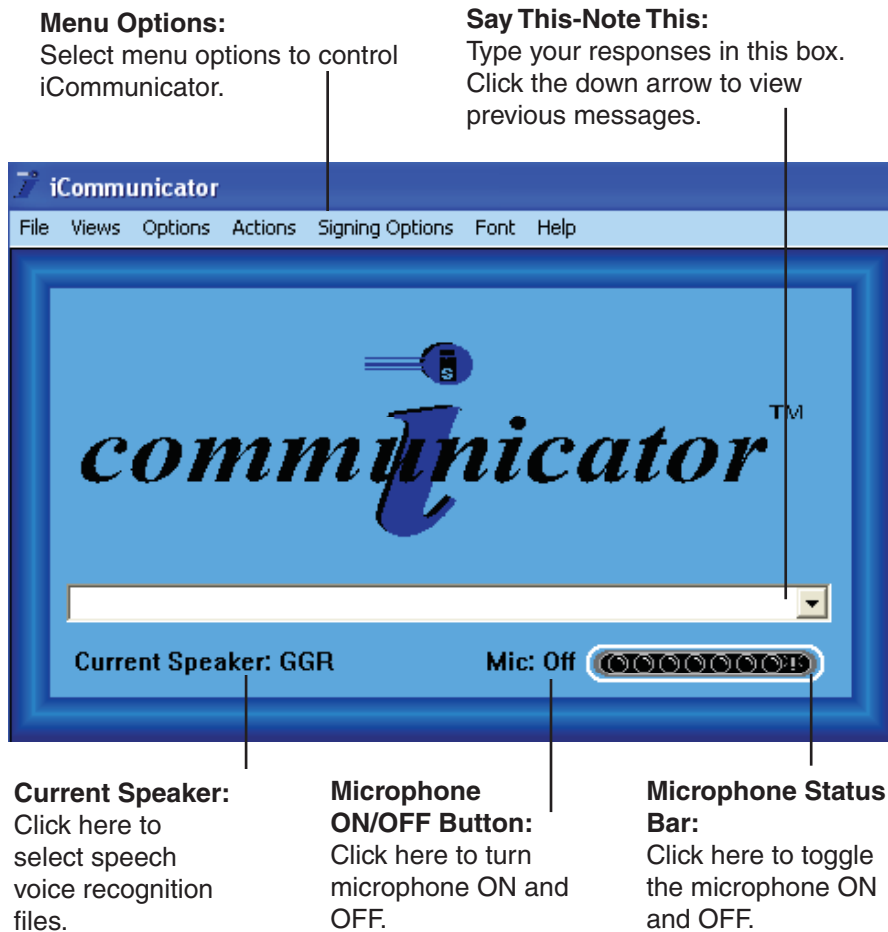 Menu Options:
Select menu options to control
iCommunicator.
Say This-Note This:
Type your responses in this box.
Click the down arrow to view
previous messages.
iCommunicator
File Views Options Actions Signing Options Font Help
S
communicator™
Current Speaker: GGR Mic: Off
Current Speaker:
Click here to
select speech
voice recognition
files.
Microphone
ON/OFF Button:
Click here to turn
microphone ON and
OFF.
Microphone Status
Bar:
Click here to toggle
the microphone ON
and OFF.